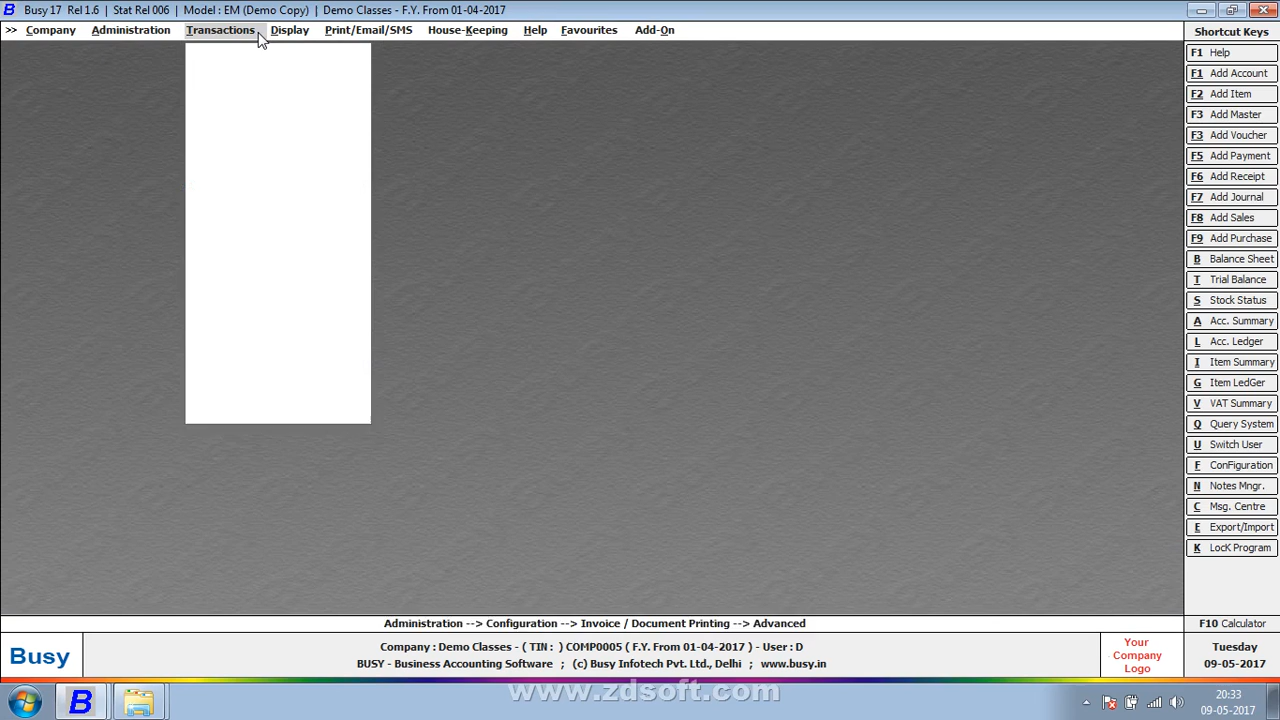 Busy 17 Rel 1.6 | Stat Rel 006 | Model : EM (Demo Copy) | Demo Classes - F.Y. From 01-04-2017
>> Company Administration Transactions Display Print/Email/SMS House-Keeping Help Favourites Add-On
Shortcut Keys
F1 Help
F1 Add Account
F2 Add Item
F3 Add Master
F3 Add Voucher
F5 Add Payment
F6 Add Receipt
F7 Add Journal
F8 Add Sales
F9 Add Purchase
B Balance Sheet
T Trial Balance
S Stock Status
A Acc. Summary
L Acc. Ledger
I Item Summary
G Item LedGer
V VAT Summary
Q Query System
U Switch User
F ConFiguration
N Notes Mngr.
C Msg. Centre
E Export/Import
K LocK Program
Administration --> Configuration --> Invoice / Document Printing --> Advanced
F10 Calculator
Busy
Company : Demo Classes - ( TIN : ) COMP0005 ( F.Y. From 01-04-2017 ) - User : D
BUSY - Business Accounting Software ; (c) Busy Infotech Pvt. Ltd., Delhi ; www.busy.in
Your
Company
Logo
Tuesday
09-05-2017
B
www.zdsoft.com
20:33
09-05-2017